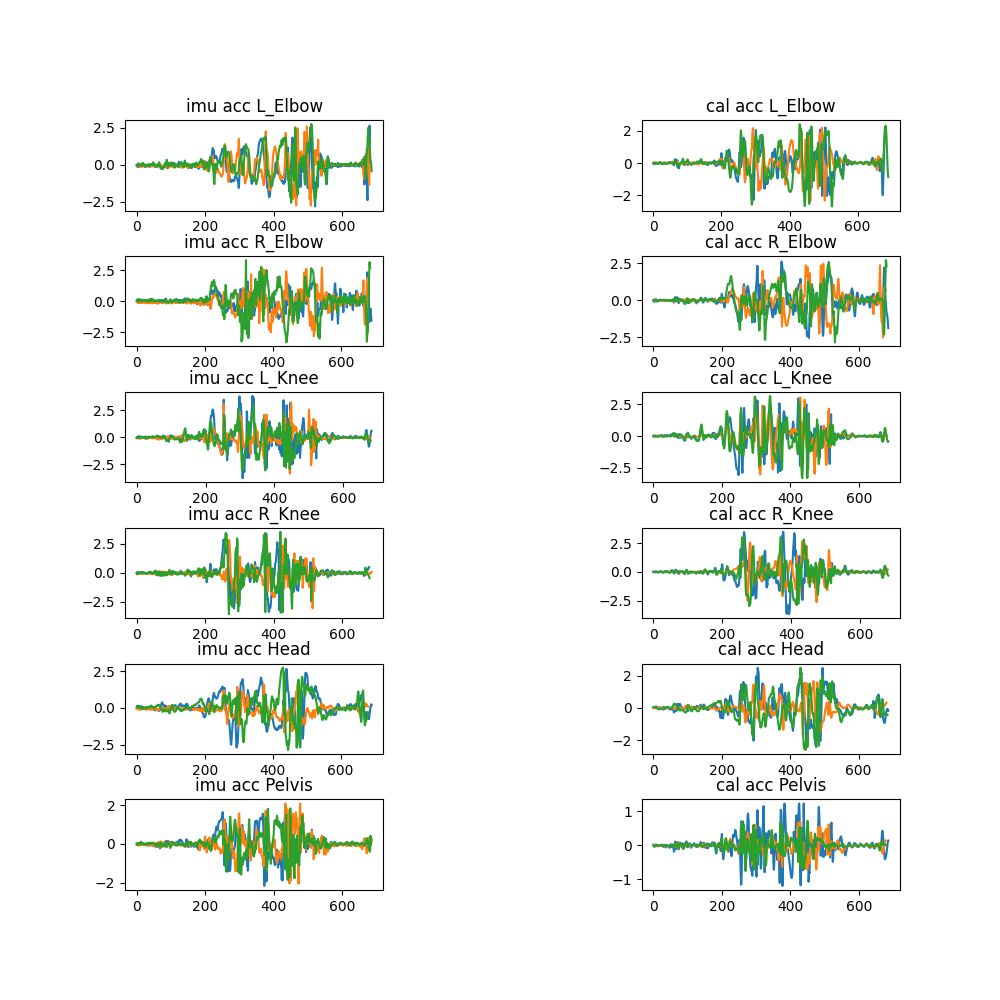 imu acc L_Elbow
cal acc L_Elbow
2.5
0.0
−2.5
0 200 400 600
2
0
−2
0 200 400 600
imu acc R_Elbow
cal acc R_Elbow
2.5
0.0
−2.5
0 200 400 600
2.5
0.0
−2.5
0 200 400 600
imu acc L_Knee
cal acc L_Knee
2.5
0.0
−2.5
0 200 400 600
2.5
0.0
−2.5
0 200 400 600
imu acc R_Knee
cal acc R_Knee
2.5
0.0
−2.5
0 200 400 600
2.5
0.0
−2.5
0 200 400 600
imu acc Head
cal acc Head
2.5
0.0
−2.5
0 200 400 600
2
0
−2
0 200 400 600
imu acc Pelvis
cal acc Pelvis
2
0
−2
0 200 400 600
1
0
−1
0 200 400 600